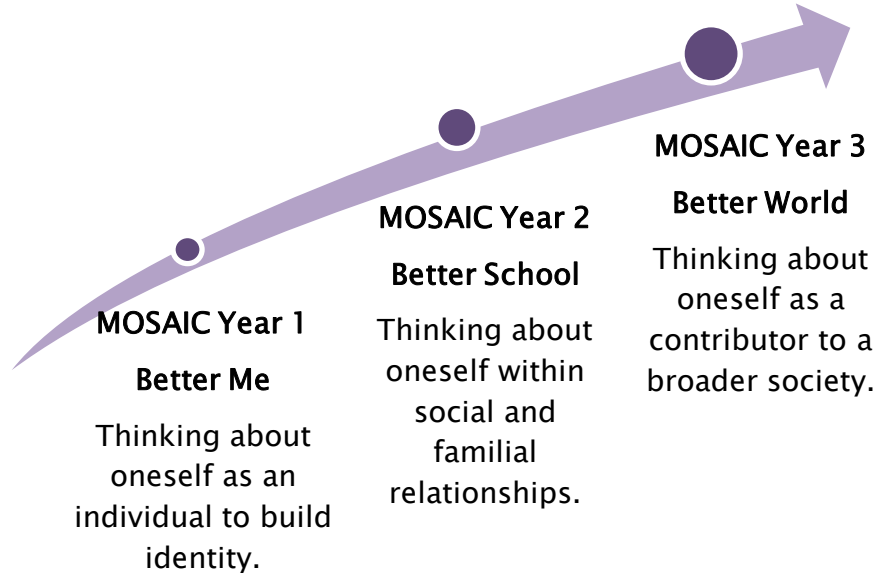 MOSAIC Year 1
Better Me
Thinking about
oneself as an
individual to build
identity.
MOSAIC Year 2
Better School
Thinking about
oneself within
social and
familial
relationships.
MOSAIC Year 3
Better World
Thinking about
oneself as a
contributor to a
broader society.